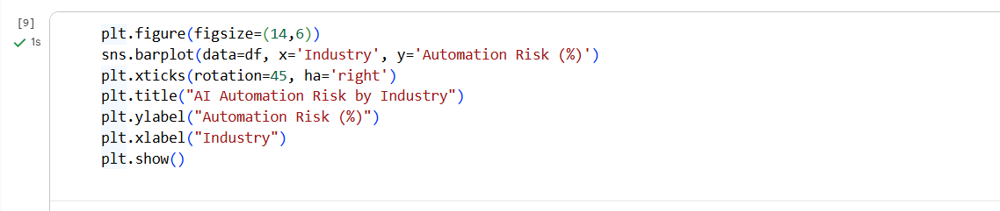 [9]
1s
plt.figure(figsize=(14,6))
sns.barplot(data=df, x='Industry', y='Automation Risk (%)')
plt.xticks(rotation=45, ha='right')
plt.title("AI Automation Risk by Industry")
plt.ylabel("Automation Risk (%)")
plt.xlabel("Industry")
plt.show()